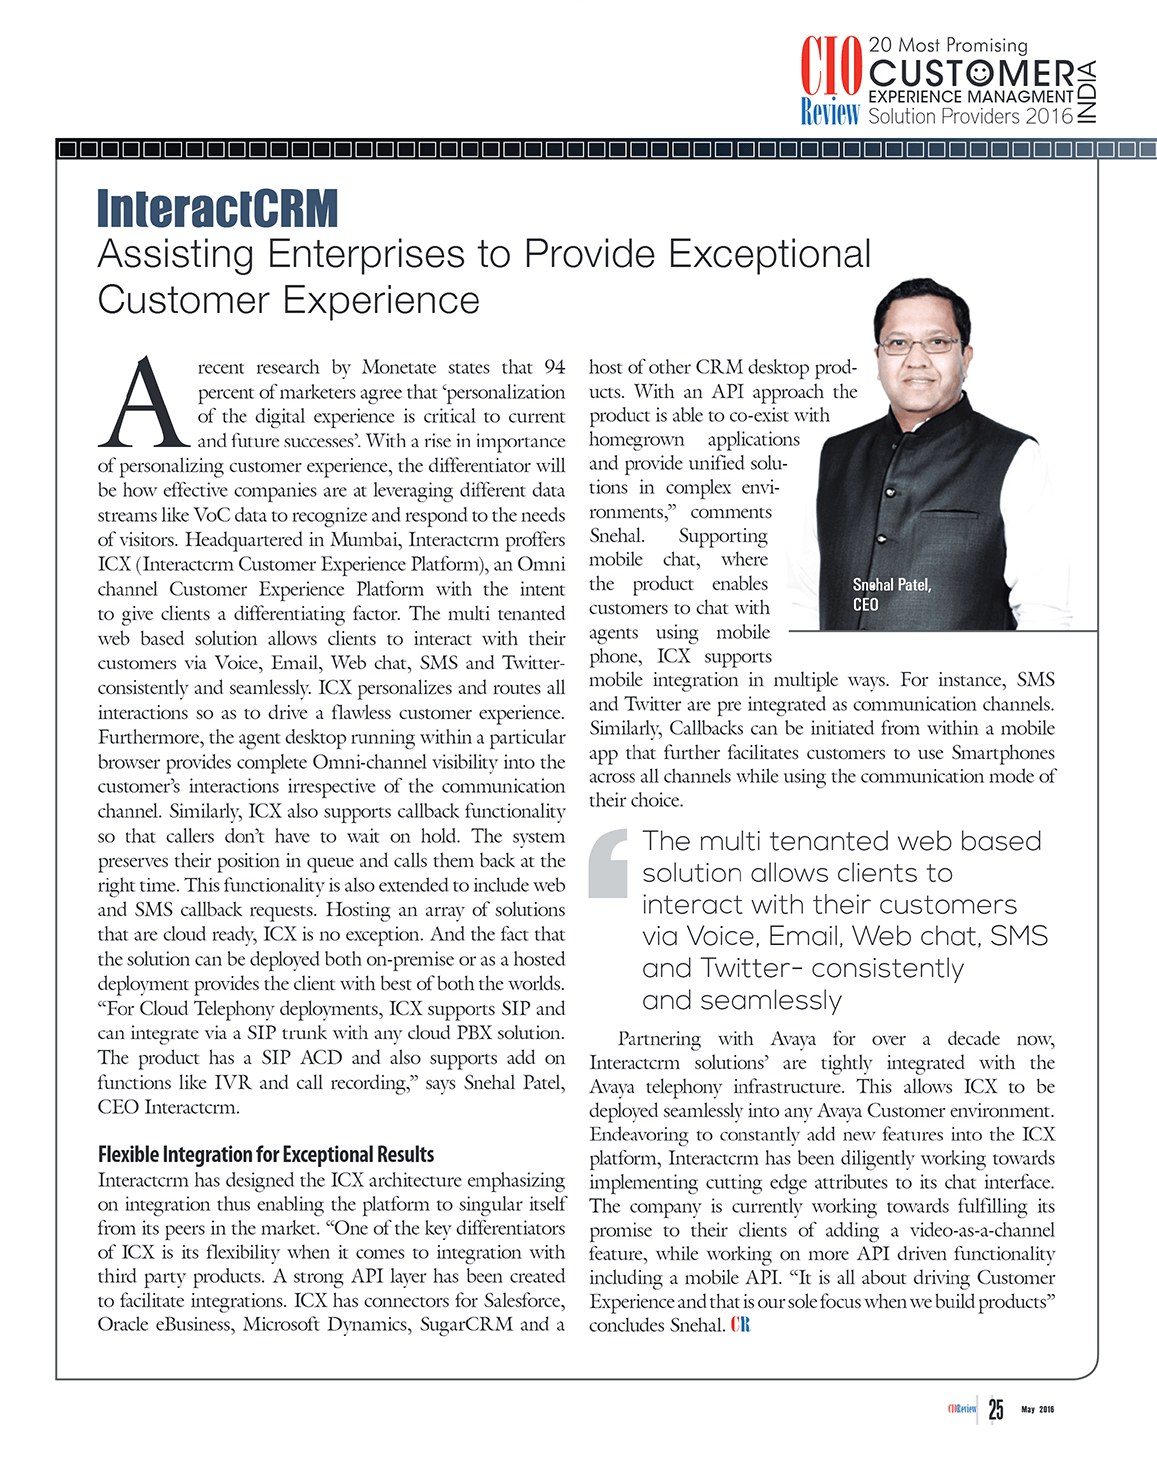 CIO
Review
20 Most Promising
CUSTOMER
EXPERIENCE MANAGMENT
Solution Providers 2016
INDIA
InteractCRM
Assisting Enterprises to Provide Exceptional
Customer Experience
A recent research by Monetate states that 94
percent of marketers agree that ‘personalization
of the digital experience is critical to current
and future successes’. With a rise in importance
of personalizing customer experience, the differentiator will
be how effective companies are at leveraging different data
streams like VoC data to recognize and respond to the needs
of visitors. Headquartered in Mumbai, Interactcrm proffers
ICX (Interactcrm Customer Experience Platform), an Omni
channel Customer Experience Platform with the intent
to give clients a differentiating factor. The multi tenanted
web based solution allows clients to interact with their
customers via Voice, Email, Web chat, SMS and Twitter-
consistently and seamlessly. ICX personalizes and routes all
interactions so as to drive a flawless customer experience.
Furthermore, the agent desktop running within a particular
browser provides complete Omni-channel visibility into the
customer’s interactions irrespective of the communication
channel. Similarly, ICX also supports callback functionality
so that callers don’t have to wait on hold. The system
preserves their position in queue and calls them back at the
right time. This functionality is also extended to include web
and SMS callback requests. Hosting an array of solutions
that are cloud ready, ICX is no exception. And the fact that
the solution can be deployed both on-premise or as a hosted
deployment provides the client with best of both the worlds.
“For Cloud Telephony deployments, ICX supports SIP and
can integrate via a SIP trunk with any cloud PBX solution.
The product has a SIP ACD and also supports add on
functions like IVR and call recording,” says Snehal Patel,
CEO Interactcrm.
Flexible Integration for Exceptional Results
Interactcrm has designed the ICX architecture emphasizing
on integration thus enabling the platform to singular itself
from its peers in the market. “One of the key differentiators
of ICX is its flexibility when it comes to integration with
third party products. A strong API layer has been created
to facilitate integrations. ICX has connectors for Salesforce,
Oracle eBusiness, Microsoft Dynamics, SugarCRM and a
host of other CRM desktop prod-
ucts. With an API approach the
product is able to co-exist with
homegrown applications
and provide unified solu-
tions in complex envi-
ronments,” comments
Snehal. Supporting
mobile chat, where
the product enables
customers to chat with
agents using mobile
phone, ICX supports
mobile integration in multiple ways. For instance, SMS
and Twitter are pre integrated as communication channels.
Similarly, Callbacks can be initiated from within a mobile
app that further facilitates customers to use Smartphones
across all channels while using the communication mode of
their choice.
Snehal Patel,
CEO
‘ The multi tenanted web based
solution allows clients to
interact with their customers
via Voice, Email, Web chat, SMS
and Twitter- consistently
and seamlessly
Partnering with Avaya for over a decade now,
Interactcrm solutions’ are tightly integrated with the
Avaya telephony infrastructure. This allows ICX to be
deployed seamlessly into any Avaya Customer environment.
Endeavoring to constantly add new features into the ICX
platform, Interactcrm has been diligently working towards
implementing cutting edge attributes to its chat interface.
The company is currently working towards fulfilling its
promise to their clients of adding a video-as-a-channel
feature, while working on more API driven functionality
including a mobile API. “It is all about driving Customer
Experience and that is our sole focus when we build products”
concludes Snehal. CR
CIOReview 25 May 2016